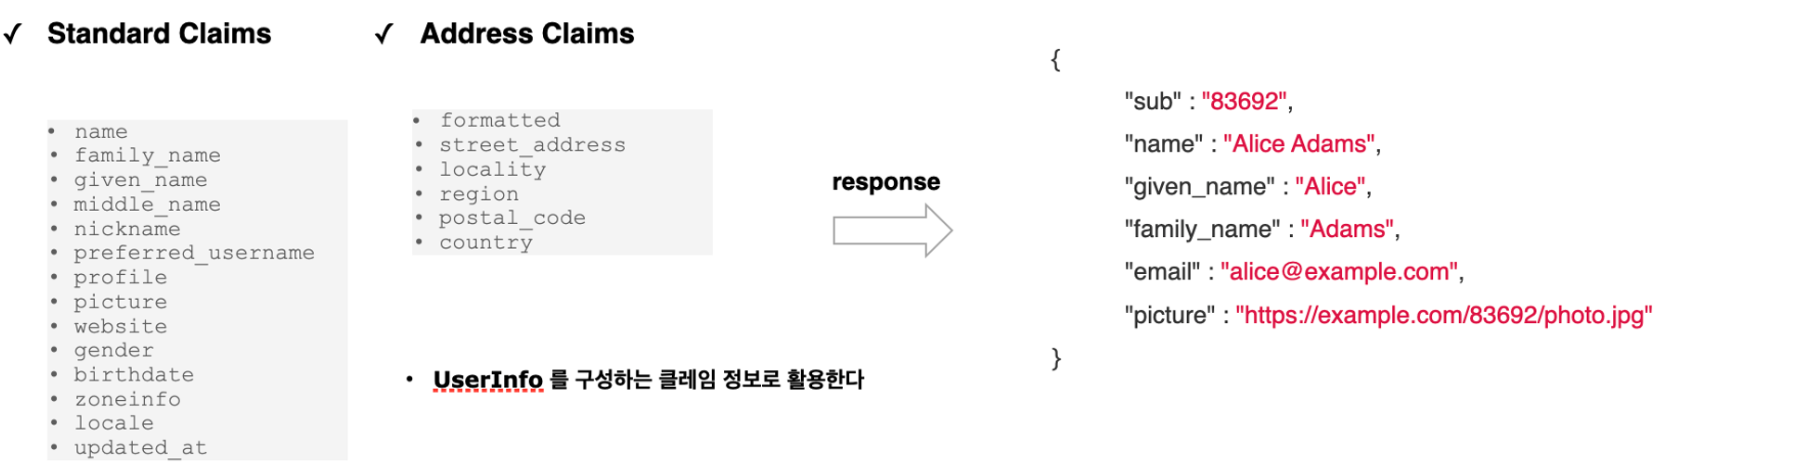 ✓ Standard Claims
• name
• family_name
• given_name
• middle_name
• nickname
• preferred_username
• profile
• picture
• website
• gender
• birthdate
• zoneinfo
• locale
• updated_at
✓ Address Claims
• formatted
• street_address
• locality
• region
• postal_code
• country
• UserInfo 를 구성하는 클레임 정보로 활용한다
response
{
"sub" : "83692",
"name" : "Alice Adams",
"given_name" : "Alice",
"family_name" : "Adams",
"email" : "alice@example.com",
"picture" : "https://example.com/83692/photo.jpg"
}